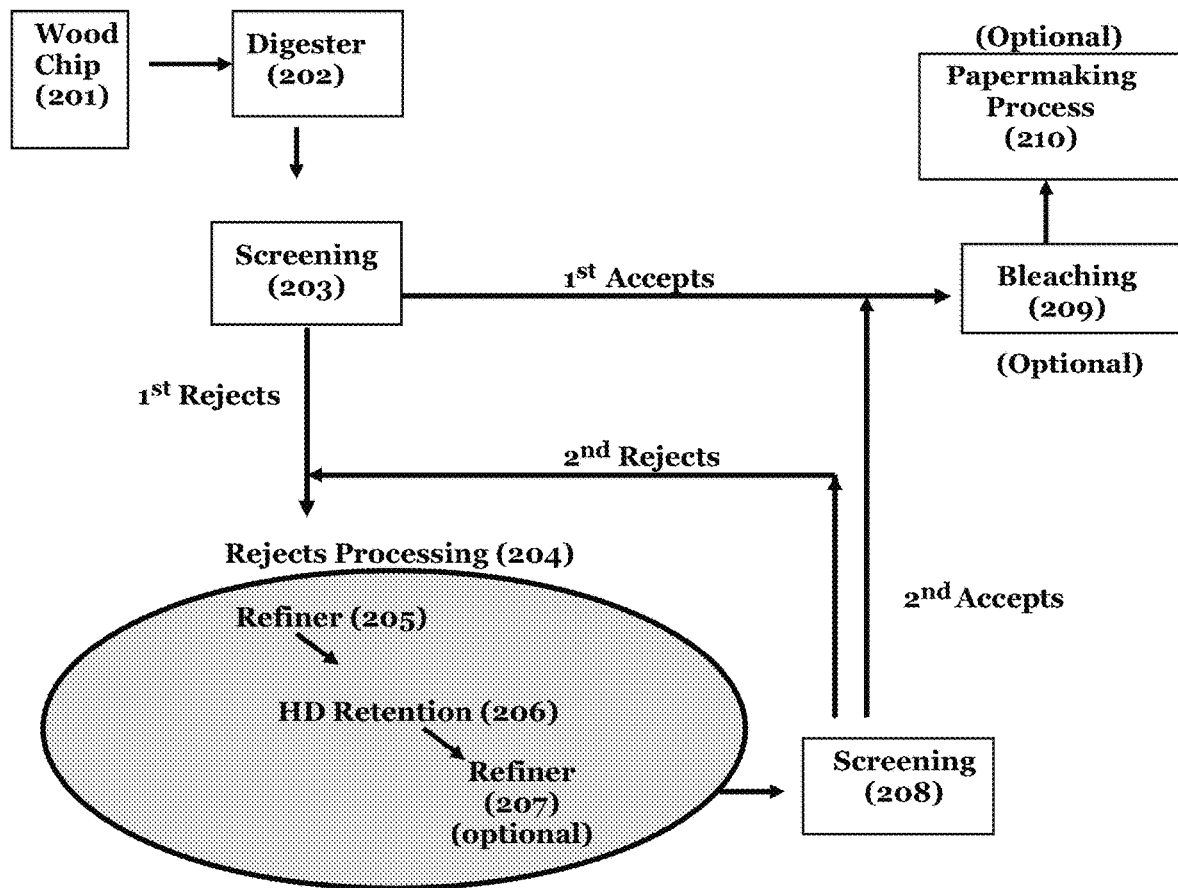 Wood
Chip
(201)
Digester
(202)
(Optional)
Papermaking
Process
(210)
Screening
(203)
1st Accepts
Bleaching
(209)
(Optional)
1st Rejects
2nd Rejects
Rejects Processing (204)
2nd Accepts
Refiner (205)
HD Retention (206)
Refiner
(207)
(optional)
Screening
(208)